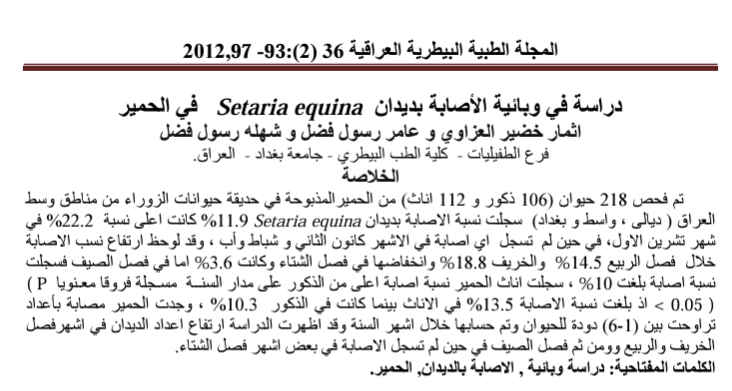 المجلة الطبية البيطرية العراقية 36 (2):93- 2012,97
دراسة في وبائية الأصابة بديدان Setaria equina في الحمير
اثمار خضير العزاوي و عامر رسول فضل و شهله رسول فضل
فرع الطفيليات - كلية الطب البيطري - جامعة بغداد - العراق.
الخلاصة
تم فحص 218 حيوان (106 ذكور و 112 اناث) من الحمير المذبوحة في حديقة حيوانات الزوراء من مناطق وسط
العراق ( ديالى ، واسط و بغداد) سجلت نسبة الاصابة بديدان Setaria equina 11.9% كانت اعلى نسبة 22.2% في
شهر تشرين الاول، في حين لم تسجل اي اصابة في الاشهر كانون الثاني و شباط وأب ، وقد لوحظ ارتفاع نسب الاصابة
خلال فصل الربيع 14.5% والخريف 18.8% وانخفاضها في فصل الشتاء وكانت 3.6% اما في فصل الصيف فسجلت
نسبة اصابة بلغت 10% ، سجلت اناث الحمير نسبة اصابة اعلى من الذكور على مدار السنة مسجلة فروقا معنويا P )
( 0.05 > اذ بلغت نسبة الاصابة 13.5% في الاناث بينما كانت في الذكور 10.3% ، وجدت الحمير مصابة بأعداد
تراوحت بين (1-6) دودة للحيوان وتم حسابها خلال اشهر السنة وقد اظهرت الدراسة ارتفاع اعداد الديدان في اشهرفصل
الخريف والربيع وومن ثم فصل الصيف في حين لم تسجل الاصابة في بعض اشهر فصل الشتاء.
الكلمات المفتاحية: دراسة وبائية , الاصابة بالديدان, الحمير.